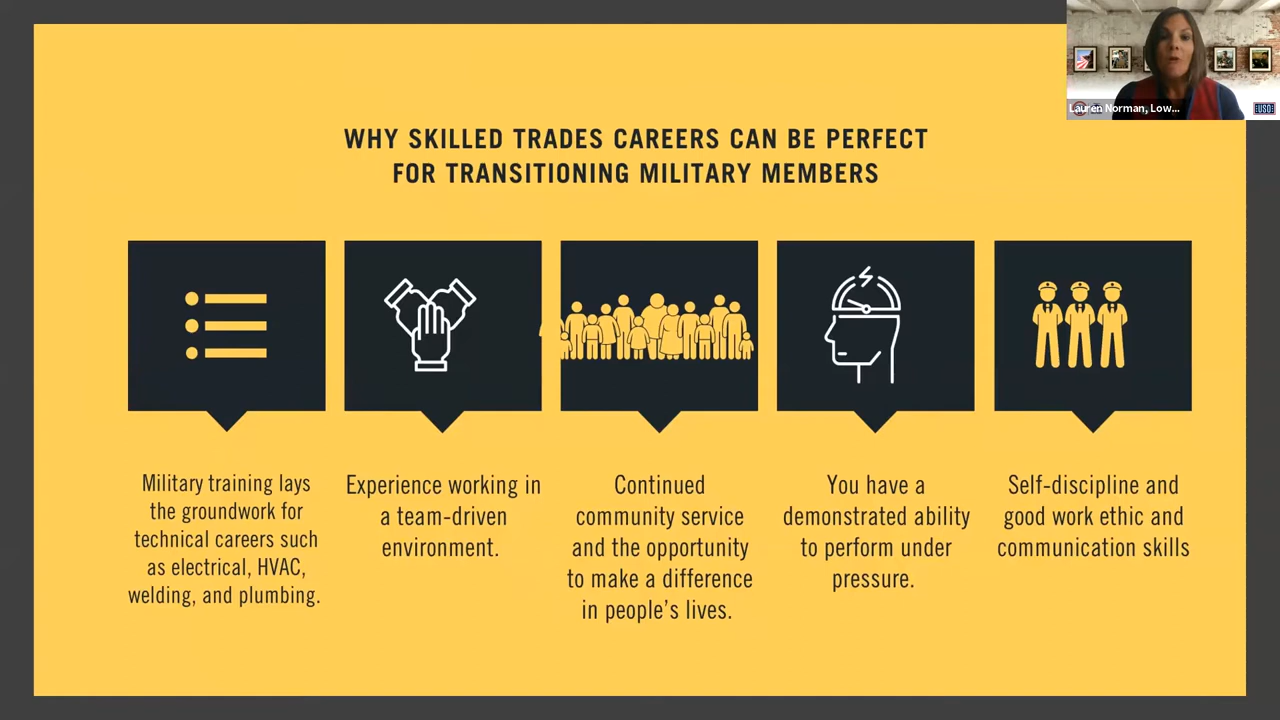 Lauren Norman, Low...
USO
WHY SKILLED TRADES CAREERS CAN BE PERFECT
FOR TRANSITIONING MILITARY MEMBERS
Military training lays
the groundwork for
technical careers such
as electrical, HVAC,
welding, and plumbing.
Experience working in
a team-driven
environment.
Continued
community service
and the opportunity
to make a difference
in people’s lives.
You have a
demonstrated ability
to perform under
pressure.
Self-discipline and
good work ethic and
communication skills